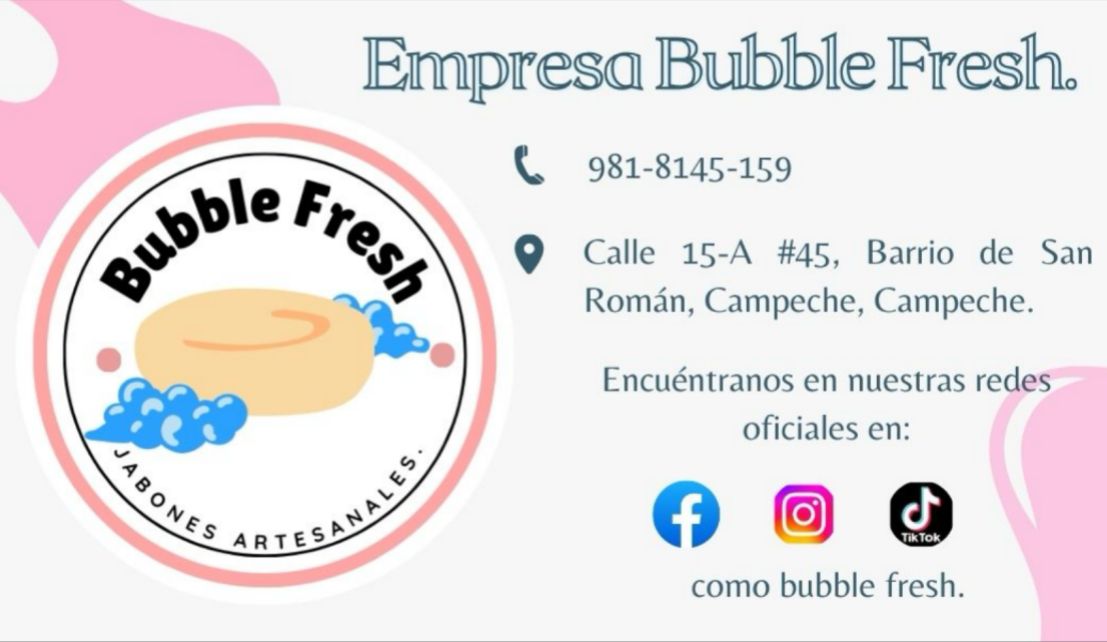 Empresa Bubble Fresh.
981-8145-159
Calle 15-A #45, Barrio de San
Román, Campeche, Campeche.
Encuéntranos en nuestras redes
oficiales en:
TikTok
como bubble fresh.
Bubble Fresh
JABONES ARTESANALES.